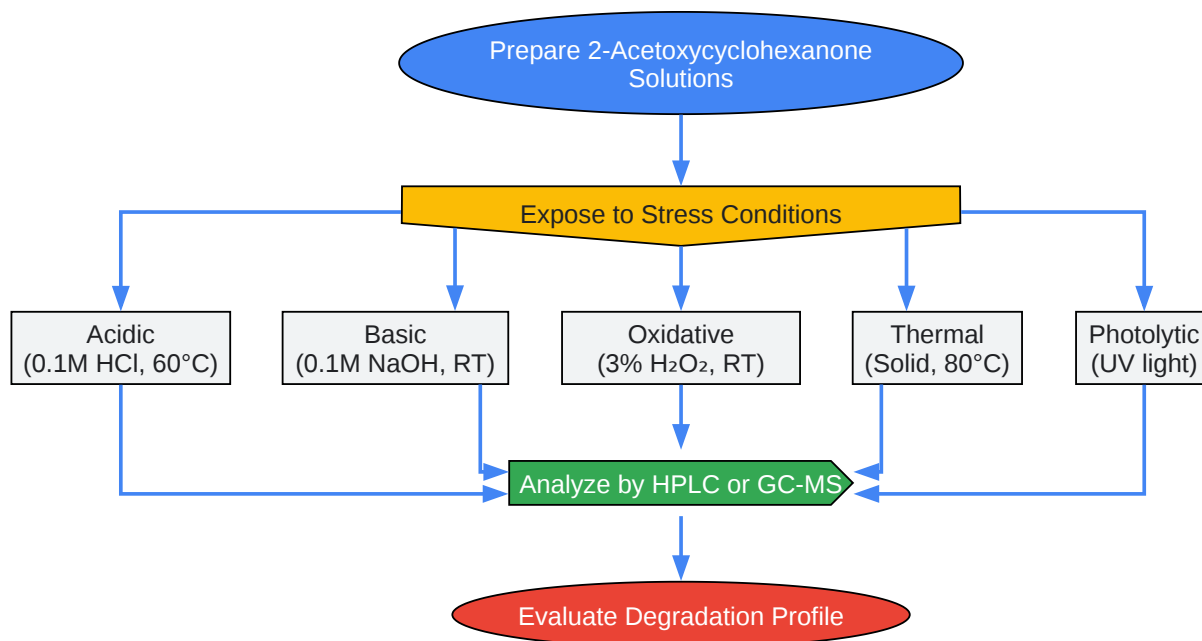 Prepare 2-Acetoxycyclohexanone
Solutions
Expose to Stress Conditions
Acidic
(0.1M HCl, 60°C)
Basic
(0.1M NaOH, RT)
Oxidative
(3% H₂O₂, RT)
Thermal
(Solid, 80°C)
Photolytic
(UV light)
Analyze by HPLC or GC-MS
Evaluate Degradation Profile